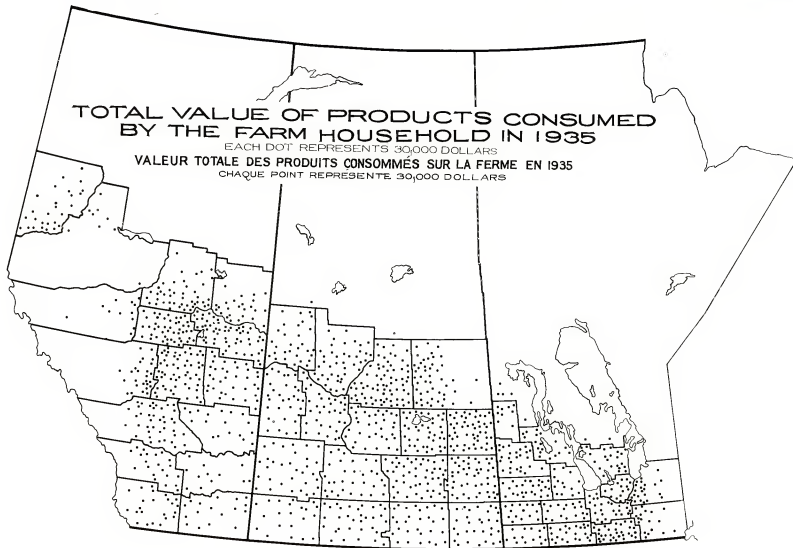 TOTAL VALUE OF PRODUCTS CONSUMED
BY THE FARM HOUSEHOLD IN 1935
EACH DOT REPRESENTS 30,000 DOLLARS
VALEUR TOTALE DES PRODUITS CONSOMMÉS SUR LA FERME EN 1935
CHAQUE POINT REPRESENTE 30,000 DOLLARS